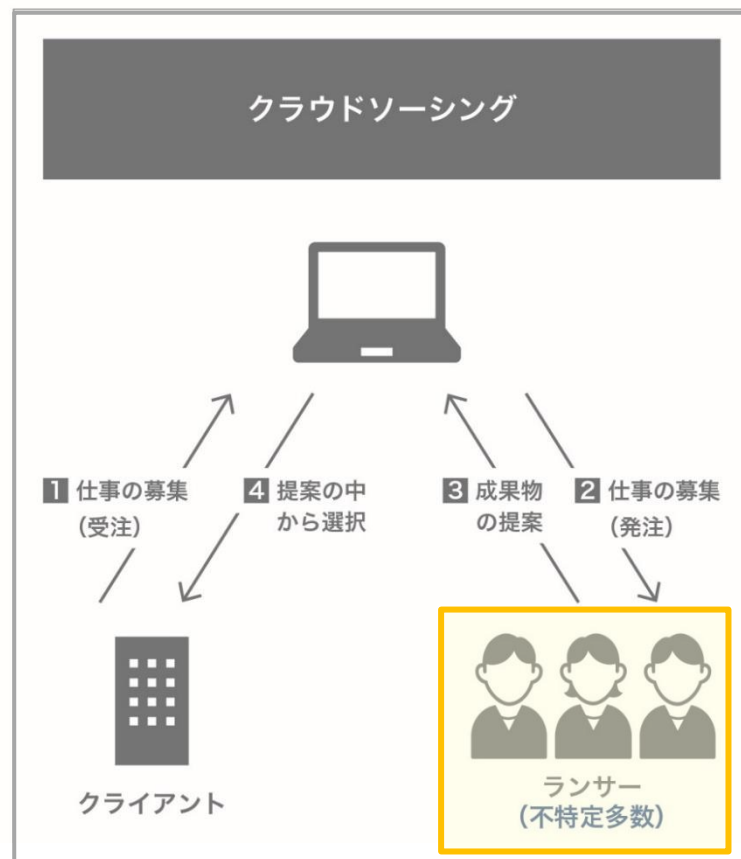 クラウドソーシング
1 仕事の募集
(受注)
4 提案の中
から選択
3 成果物
の提案
2 仕事の募集
(発注)
クライアント
ランサー
(不特定多数)